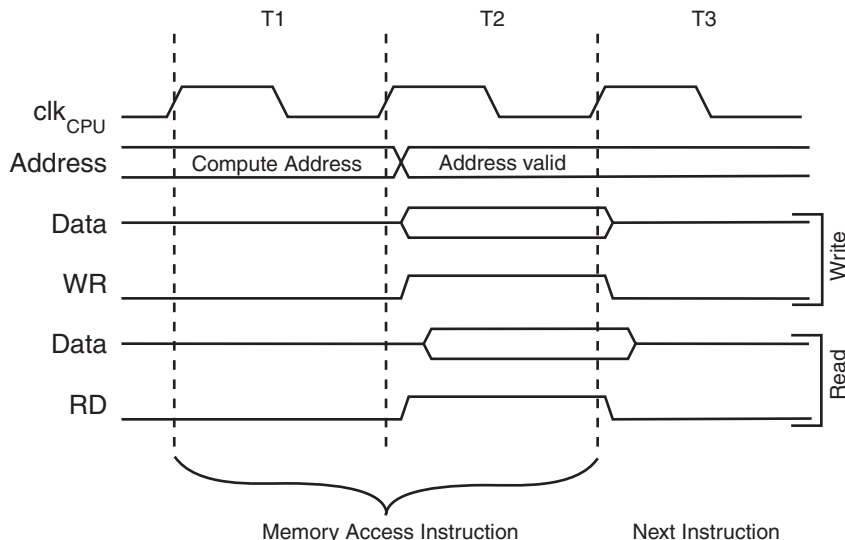 T1 T2 T3
clkCPU
Address Compute Address Address valid
Data
WR
Write
Data
RD
Read
Memory Access Instruction Next Instruction